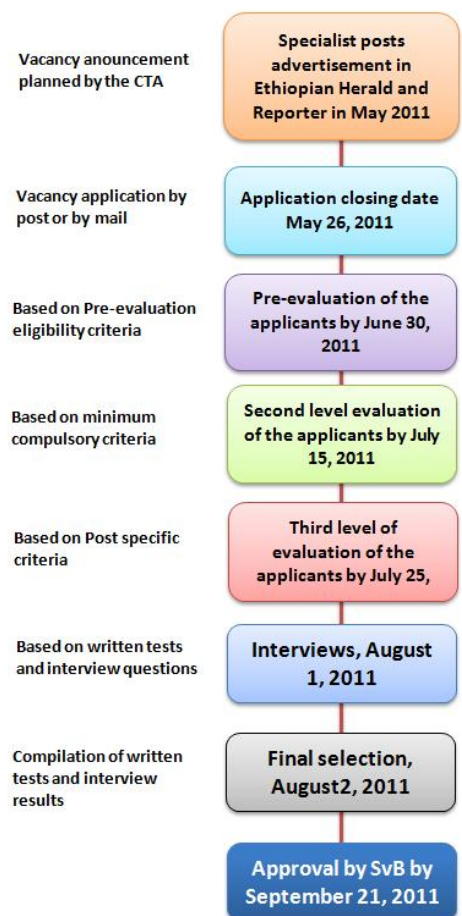 Vacancy anouncement
planned by the CTA
Specialist posts
advertisement in
Ethiopian Herald and
Reporter in May 2011
Vacancy application by
post or by mail
Application closing date
May 26, 2011
Based on Pre-evaluation
eligibility criteria
Pre-evaluation of the
applicants by June 30,
2011
Based on minimum
compulsory criteria
Second level evaluation
of the applicants by July
15, 2011
Based on Post specific
criteria
Third level of
evaluation of the
applicants by July 25,
Based on written tests
and interview questions
Interviews, August
1, 2011
Compilation of written
tests and interview
results
Final selection,
August2, 2011
Approval by SvB by
September 21, 2011